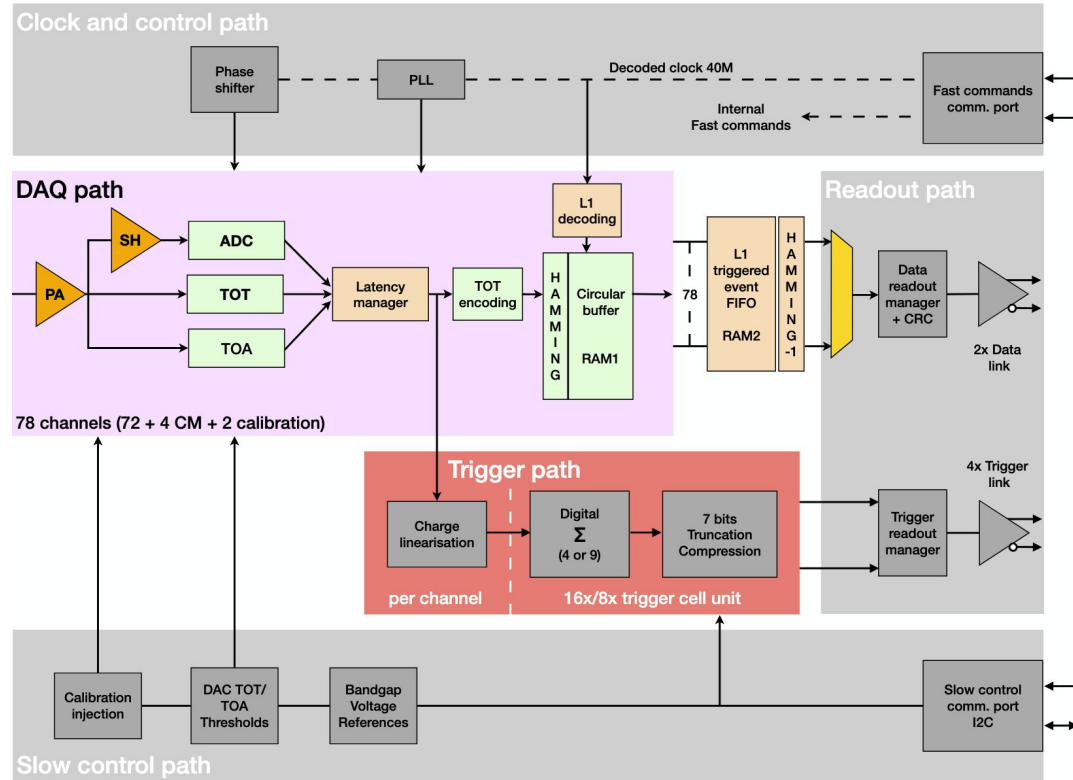 Clock and control path
Phase
shifter
PLL
Decoded clock 40M
Internal
Fast commands
Fast commands
comm. port
DAQ path
Readout path
PA
SH
ADC
TOT
TOA
Latency
manager
TOT
encoding
L1
decoding
H
A
M
M
I
N
G
Circular
buffer
RAM1
78
L1
triggered
event
FIFO
RAM2
H
A
M
M
I
N
G
-1
Data
readout
manager
+ CRC
2x Data
link
78 channels (72 + 4 CM + 2 calibration)
Trigger path
Charge
linearisation
Digital
Σ
(4 or 9)
7 bits
Truncation
Compression
per channel
16x/8x trigger cell unit
4x Trigger
link
Trigger
readout
manager
Calibration
injection
DAC TOT/
TOA
Thresholds
Bandgap
Voltage
References
Slow control
comm. port
I2C
Slow control path